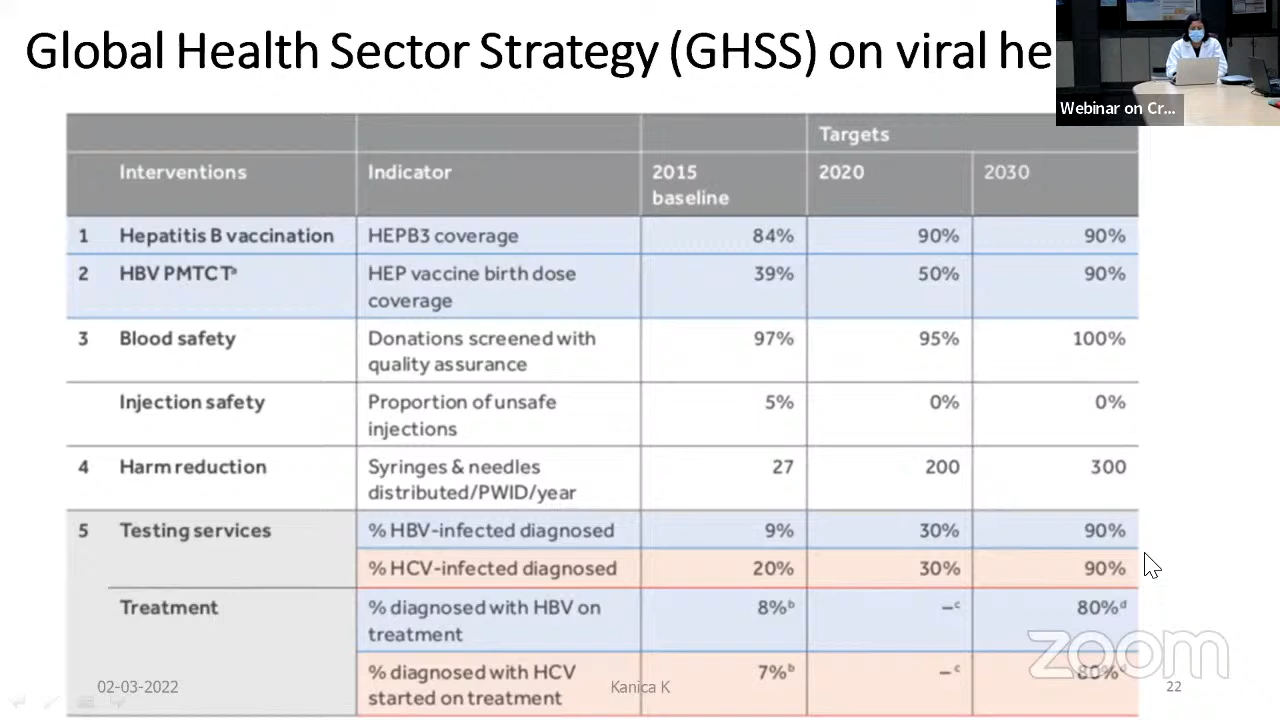 Global Health Sector Strategy (GHSS) on viral he
Webinar on Cr...
Targets
Interventions Indicator 2015 baseline 2020 2030
1 Hepatitis B vaccination HEPB3 coverage 84% 90% 90%
2 HBV PMTCTᵃ HEP vaccine birth dose coverage 39% 50% 90%
3 Blood safety Donations screened with quality assurance 97% 95% 100%
Injection safety Proportion of unsafe injections 5% 0% 0%
4 Harm reduction Syringes & needles distributed/PWID/year 27 200 300
5 Testing services % HBV-infected diagnosed 9% 30% 90%
% HCV-infected diagnosed 20% 30% 90%
Treatment % diagnosed with HBV on treatment 8%ᵇ –ᶜ 80%ᵈ
% diagnosed with HCV started on treatment 7%ᵇ –ᶜ 80%ᵈ
zoom
02-03-2022 Kanica K 22